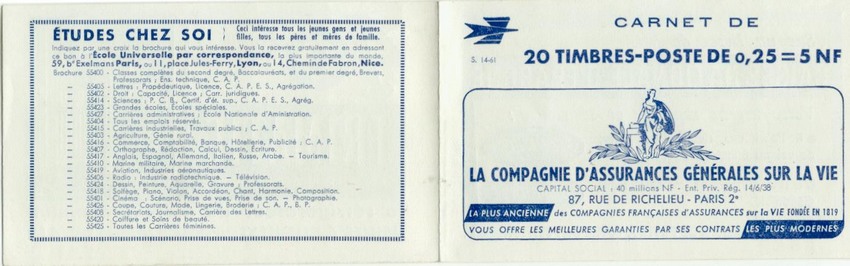 ÉTUDES CHEZ SOI
Ceci intéresse tous les jeunes gens et jeunes
filles, tous les pères et mères de famille.
Indiquez par une croix la brochure qui vous intéresse. Vous la recevrez gratuitement en adressant
ce bon à l'École Universelle par correspondance, la plus importante du monde,
59, bd Exelmans Paris, ou 11, place Jules-Ferry, Lyon, ou 14, Chemin de Fabron, Nice.
Brochure 55400 - Classes complètes du second degré, Baccalauréats, et du premier degré, Brevets,
Professorats ; Ens. technique, C. A. P.
— 55405 - Lettres : Propédeutique, Licence, C. A. P. E. S., Agrégation.
— 55402 - Droit : Capacité, Licence ; Carr. juridiques.
— 55414 - Sciences : P. C. B., Certif. d'ét. sup., C. A. P. E. S., Agrég.
— 55423 - Grandes écoles, Écoles spéciales.
— 55427 - Carrières administratives ; École Nationale d'Aministration.
— 55404 - Tous les emplois réservés.
— 55415 - Carrières industrielles, Travaux publics ; C. A. P.
— 55403 - Agriculture, Génie rural.
— 55416 - Commerce, Comptabilité, Banque, Hôtellerie, Publicité ; C. A. P.
— 55407 - Orthographe, Rédaction, Calcul, Dessin, Écriture.
— 55417 - Anglais, Espagnol, Allemand, Italien, Russe, Arabe. — Tourisme.
— 55410 - Marine militaire, Marine marchande.
— 55419 - Aviation, Industries aéronautiques.
— 55406 - Radio : Industrie radiotechnique. — Télévision.
— 55424 - Dessin, Peinture, Aquarelle, Gravure ; Professorats.
— 55418 - Solfège, Piano, Violon, Accordéon, Chant, Harmonie, Composition.
— 55401 - Cinéma : Scénario, Prise de vues, Prise de son. — Photographie.
— 55426 - Coupe, Couture, Mode, Lingerie, Broderie ; C. A. P., B. P.
— 55408 - Secrétariats, Journalisme, Carrière des Lettres.
— 55420 - Coiffure et Soins de beauté.
— 55425 - Toutes les Carrières féminines.
CARNET DE
S. 14-61
20 TIMBRES-POSTE DE 0,25 = 5 NF
LA COMPAGNIE D'ASSURANCES GÉNÉRALES SUR LA VIE
CAPITAL SOCIAL : 40 millions NF - Ent. Priv. Rég. 14/6/38
87, RUE DE RICHELIEU - PARIS 2e
LA PLUS ANCIENNE des COMPAGNIES FRANÇAISES D'ASSURANCES sur la VIE FONDÉE EN 1819
VOUS OFFRE LES MEILLEURES GARANTIES PAR SES CONTRATS LES PLUS MODERNES